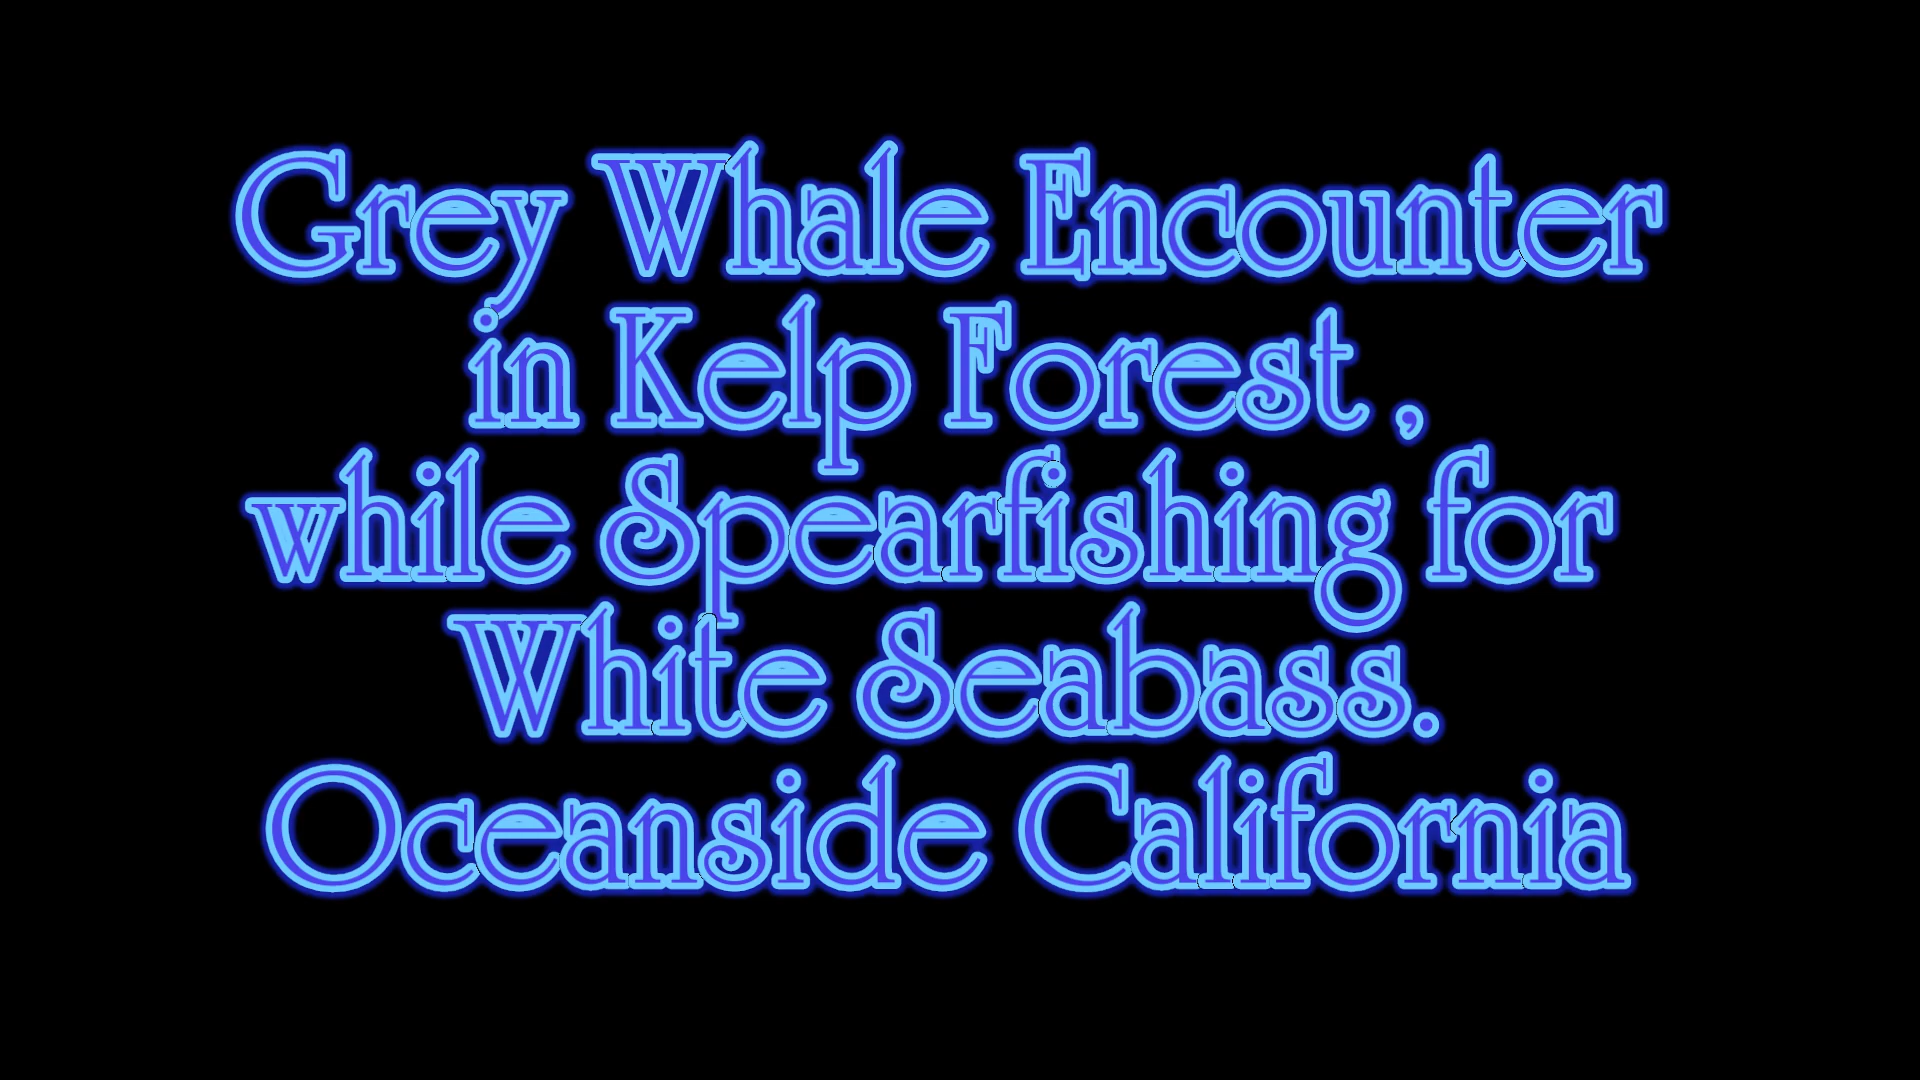 Grey Whale Encounter
in Kelp Forest ,
while Spearfishing for
White Seabass.
Oceanside California